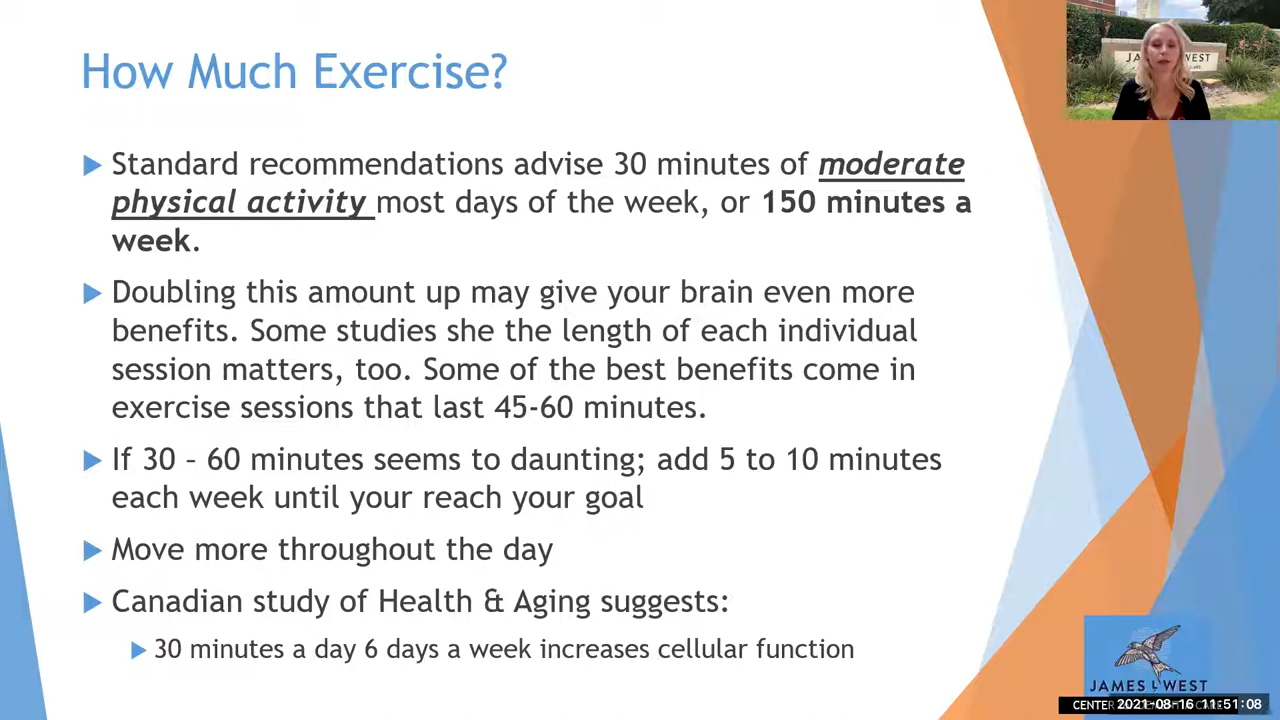 How Much Exercise?
Standard recommendations advise 30 minutes of moderate
physical activity most days of the week, or 150 minutes a
week.
Doubling this amount up may give your brain even more
benefits. Some studies she the length of each individual
session matters, too. Some of the best benefits come in
exercise sessions that last 45-60 minutes.
If 30 – 60 minutes seems to daunting; add 5 to 10 minutes
each week until your reach your goal
Move more throughout the day
Canadian study of Health & Aging suggests:
30 minutes a day 6 days a week increases cellular function
JAMES L WEST
CENTER
2021-08-16 11:51:08